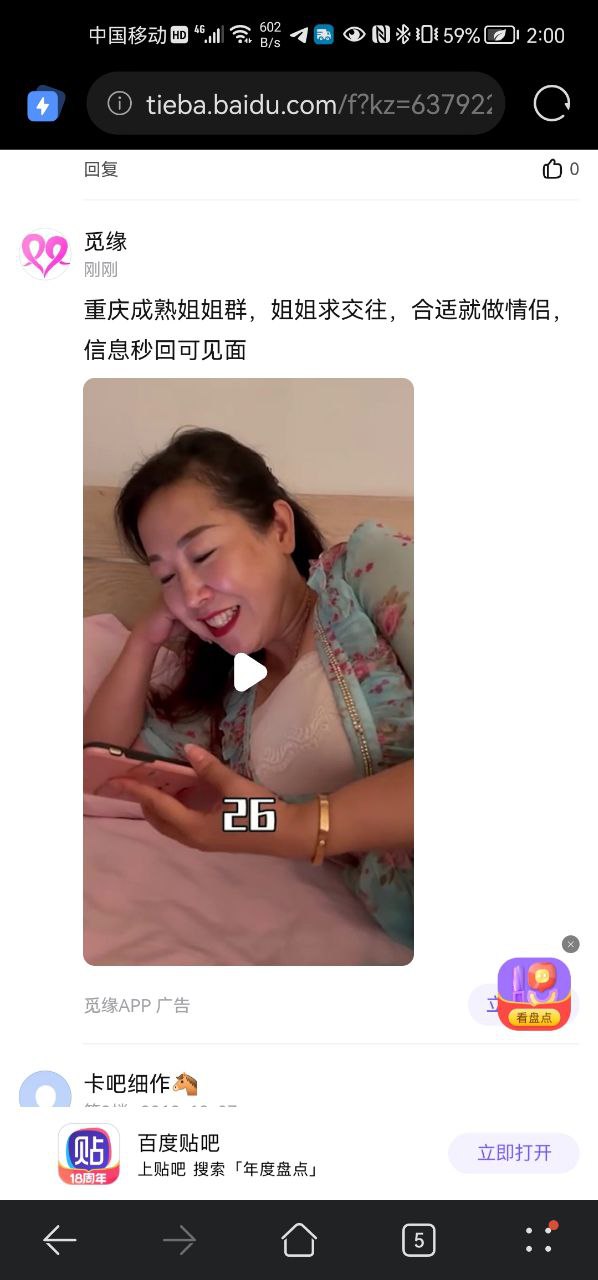 中国移动 HD 4G 602 B/s 59% 2:00
tieba.baidu.com/f?kz=637922
回复 0
觅缘
刚刚
重庆成熟姐姐群，姐姐求交往，合适就做情侣，
信息秒回可见面
26
觅缘APP 广告
立
看盘点
卡吧细作
贴
18周年
百度贴吧
上贴吧 搜索「年度盘点」
立即打开
5